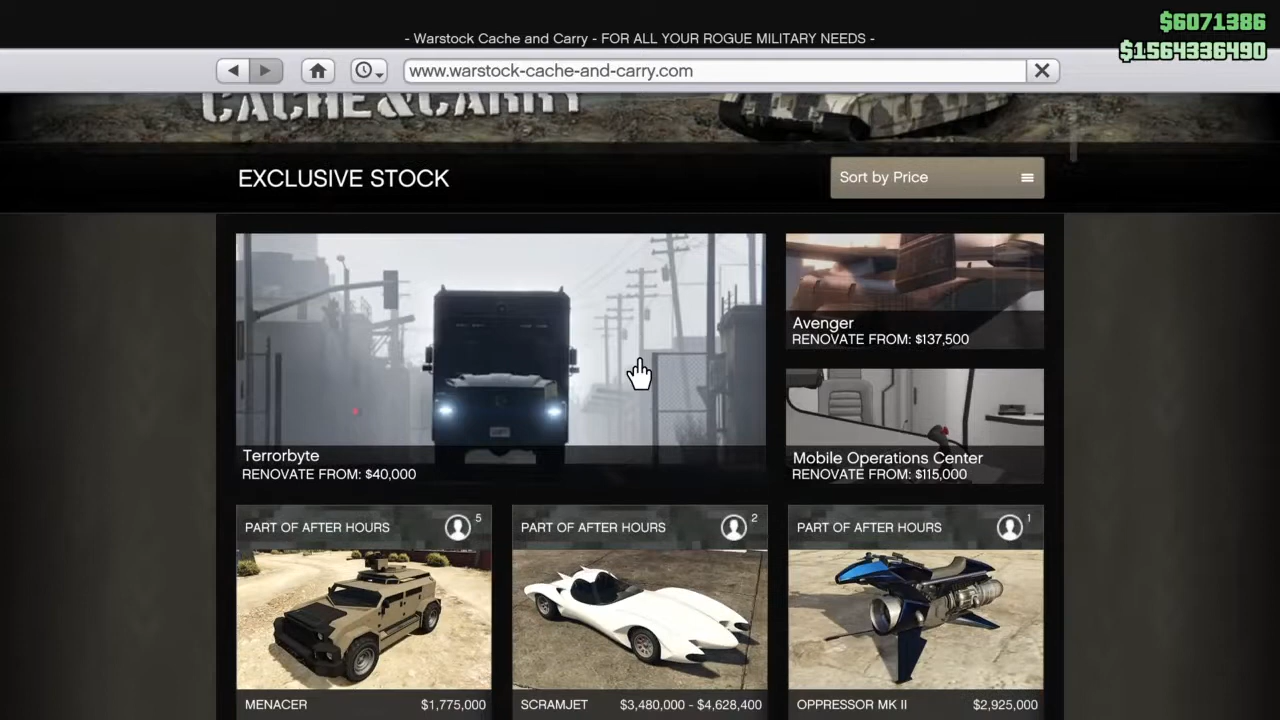 $6071386
- Warstock Cache and Carry - FOR ALL YOUR ROGUE MILITARY NEEDS -
$1564336490
www.warstock-cache-and-carry.com
CACHE&CARRY
EXCLUSIVE STOCK
Sort by Price
Avenger
RENOVATE FROM: $137,500
Terrorbyte
RENOVATE FROM: $40,000
Mobile Operations Center
RENOVATE FROM: $115,000
PART OF AFTER HOURS 5
PART OF AFTER HOURS 2
PART OF AFTER HOURS 1
MENACER $1,775,000
SCRAMJET $3,480,000 - $4,628,400
OPPRESSOR MK II $2,925,000